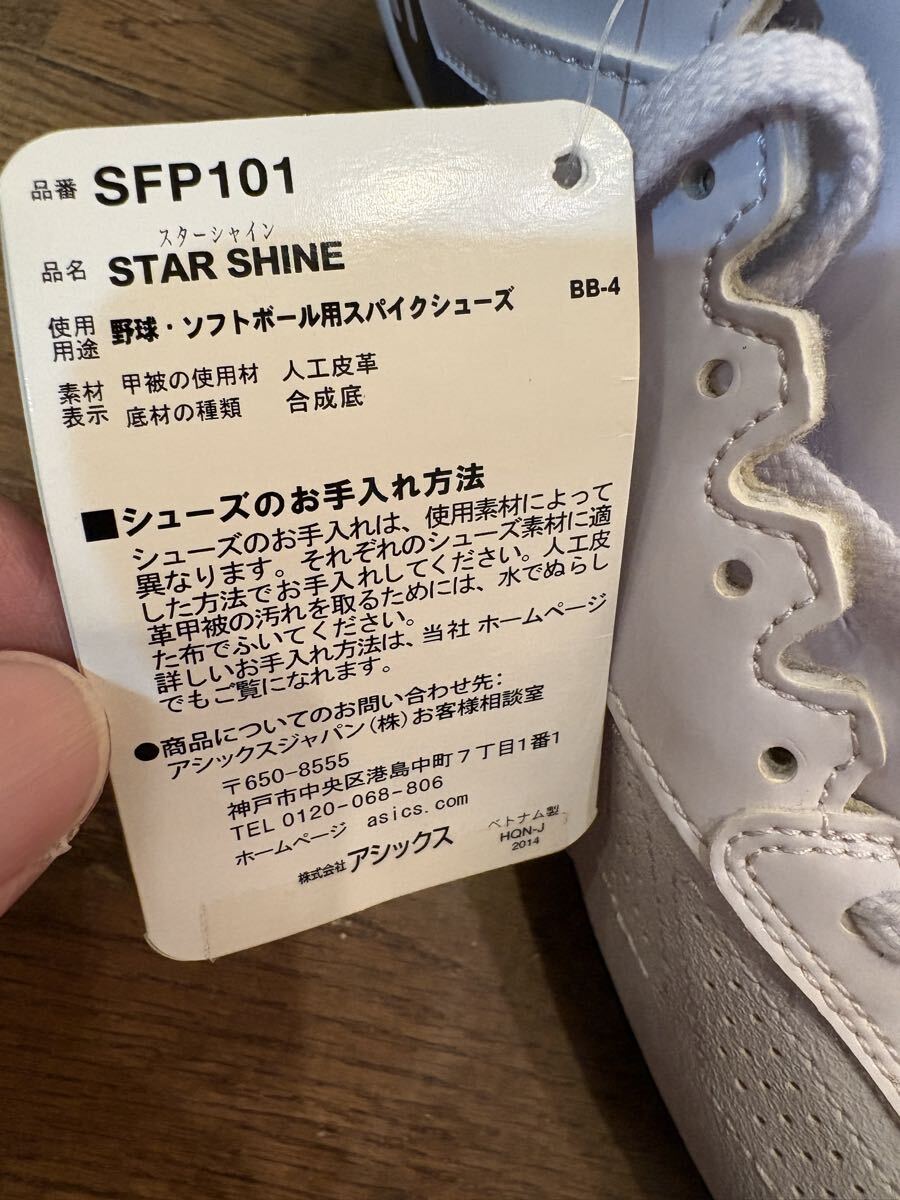 品番 SFP101
スターシャイン
品名 STAR SHINE
使用用途 野球・ソフトボール用スパイクシューズ BB-4
素材表示 甲被の使用材 人工皮革
底材の種類 合成底
■シューズのお手入れ方法
シューズのお手入れは、使用素材によって
異なります。それぞれのシューズ素材に適
した方法でお手入れしてください。人工皮
革甲被の汚れを取るためには、水でぬらし
た布でふいてください。
詳しいお手入れ方法は、当社 ホームページ
でもご覧になれます。
●商品についてのお問い合わせ先:
アシックスジャパン(株)お客様相談室
〒650-8555
神戸市中央区港島中町7丁目1番1
TEL 0120-068-806
ホームページ asics.com
株式会社 アシックス
ベトナム製
HQN-J
2014